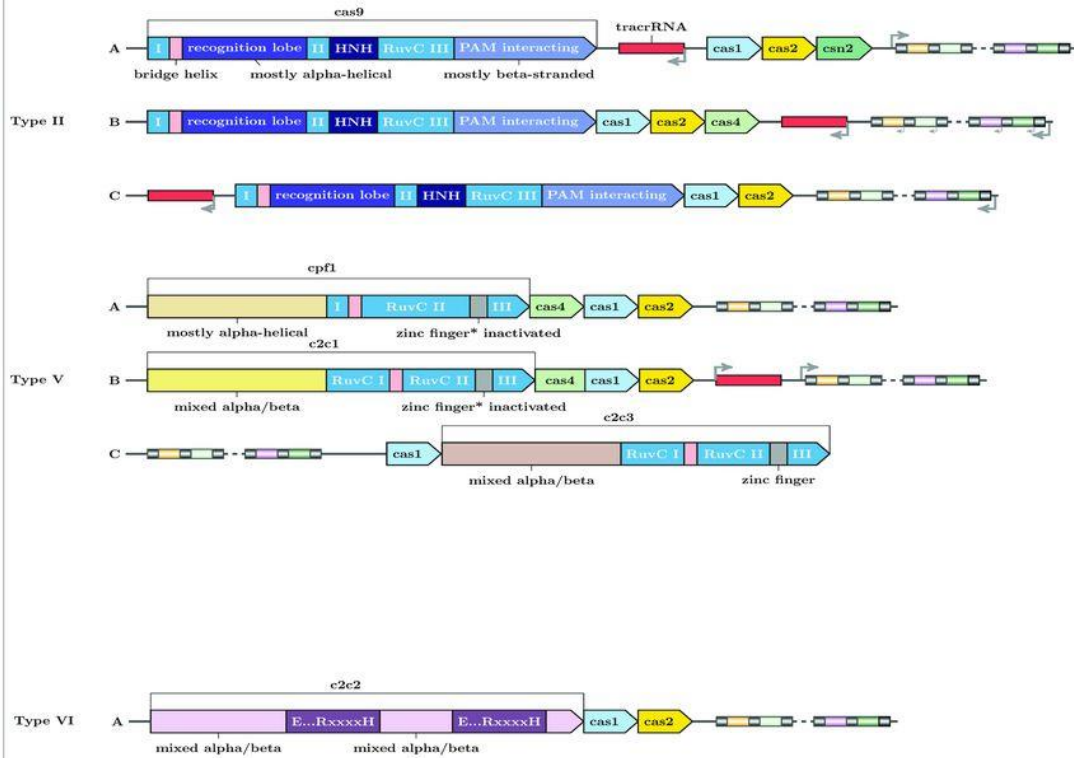 cas9
tracrRNA
A I recognition lobe II HNH RuvC III PAM interacting cas1 cas2 csn2
bridge helix mostly alpha-helical mostly beta-stranded
Type II B I recognition lobe II HNH RuvC III PAM interacting cas1 cas2 cas4
C I recognition lobe II HNH RuvC III PAM interacting cas1 cas2
cpf1
A I RuvC II III cas4 cas1 cas2
mostly alpha-helical zinc finger* inactivated
c2c1
Type V B RuvC I RuvC II III cas4 cas1 cas2
mixed alpha/beta zinc finger* inactivated
c2c3
C cas1 RuvC I RuvC II III
mixed alpha/beta zinc finger
c2c2
Type VI A E...RxxxxH E...RxxxxH cas1 cas2
mixed alpha/beta mixed alpha/beta